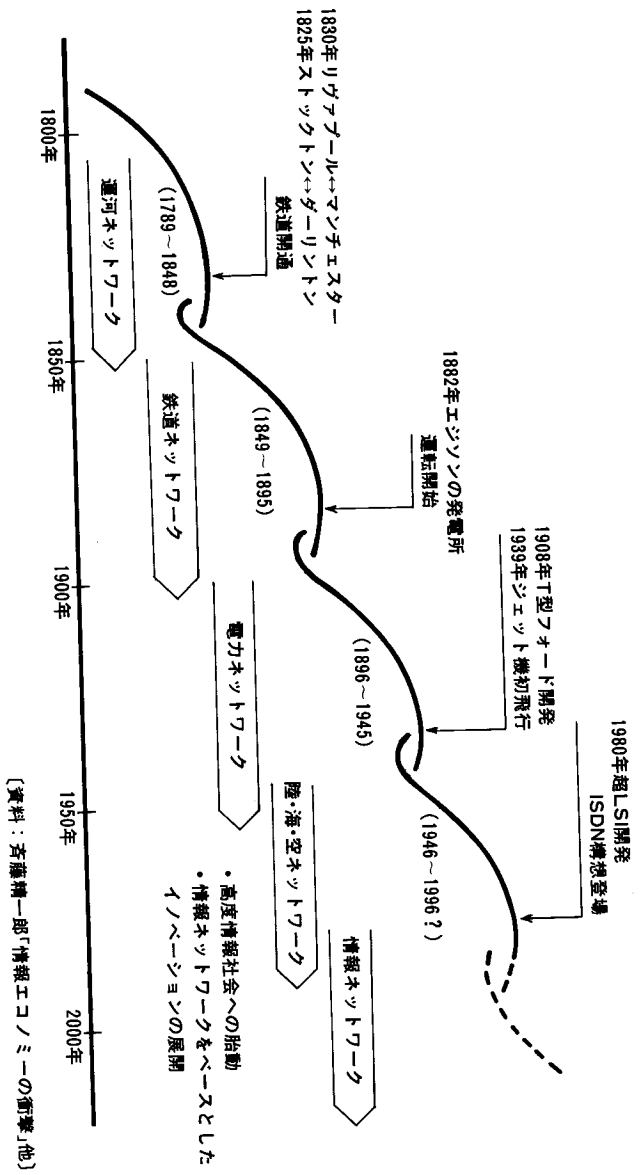 1830年リヴァプール↔マンチェスター
1825年ストックトン↔ダーリントン
鉄道開通
1882年エジソンの発電所
運転開始
1908年T型フォード開発
1939年ジェット機初飛行
1980年超LSI開発
ISDN構想登場
(1789〜1848)
(1849〜1895)
(1896〜1945)
(1946〜1996?)
運河ネットワーク
鉄道ネットワーク
電力ネットワーク
陸・海・空ネットワーク
情報ネットワーク
・高度情報社会への胎動
・情報ネットワークをベースとした
イノベーションの展開
1800年
1850年
1900年
1950年
2000年
〔資料:斉藤精一郎「情報エコノミーの衝撃」他〕